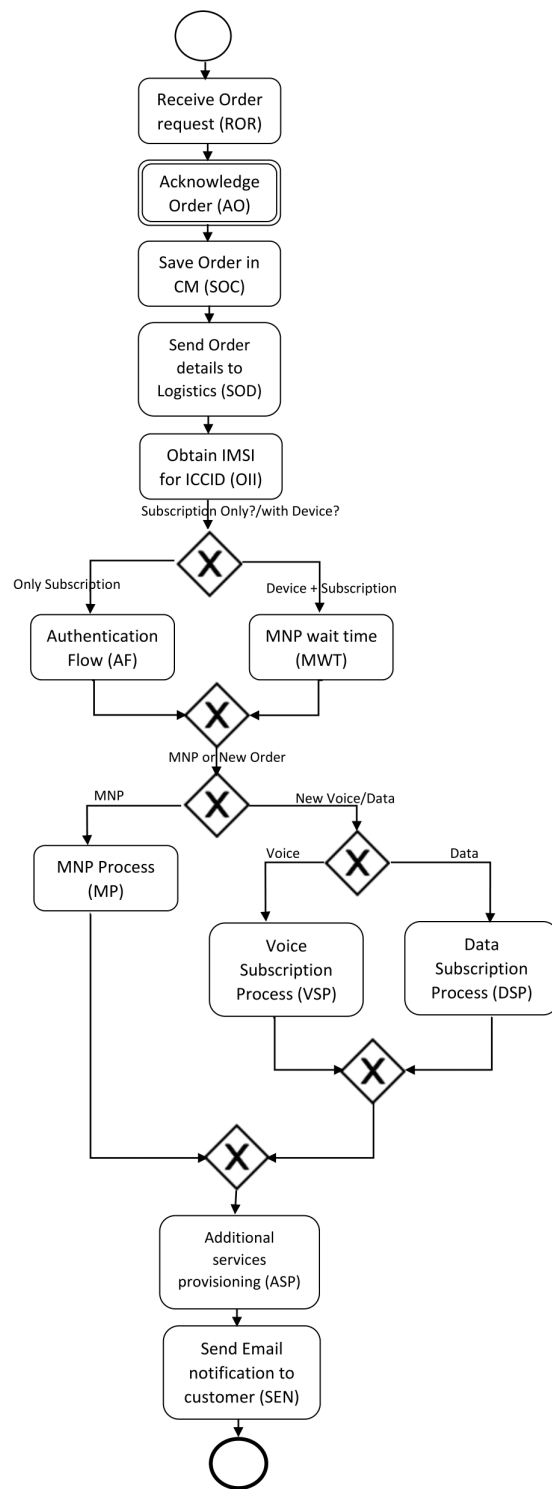 Receive Order
request (ROR)
Acknowledge
Order (AO)
Save Order in
CM (SOC)
Send Order
details to
Logistics (SOD)
Obtain IMSI
for ICCID (OII)
Subscription Only?/with Device?
X
Only Subscription
Device + Subscription
Authentication
Flow (AF)
MNP wait time
(MWT)
X
MNP or New Order
X
MNP
New Voice/Data
X
MNP Process
(MP)
Voice
Data
Voice
Subscription
Process (VSP)
Data
Subscription
Process (DSP)
X
X
Additional
services
provisioning (ASP)
Send Email
notification to
customer (SEN)